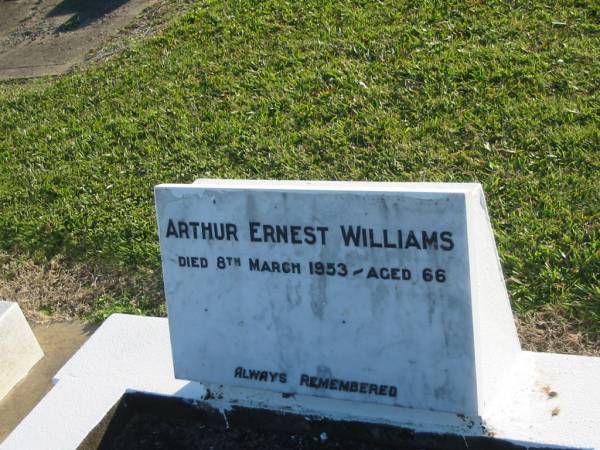 ARTHUR ERNEST WILLIAMS
DIED 8TH MARCH 1953 - AGED 66
ALWAYS REMEMBERED